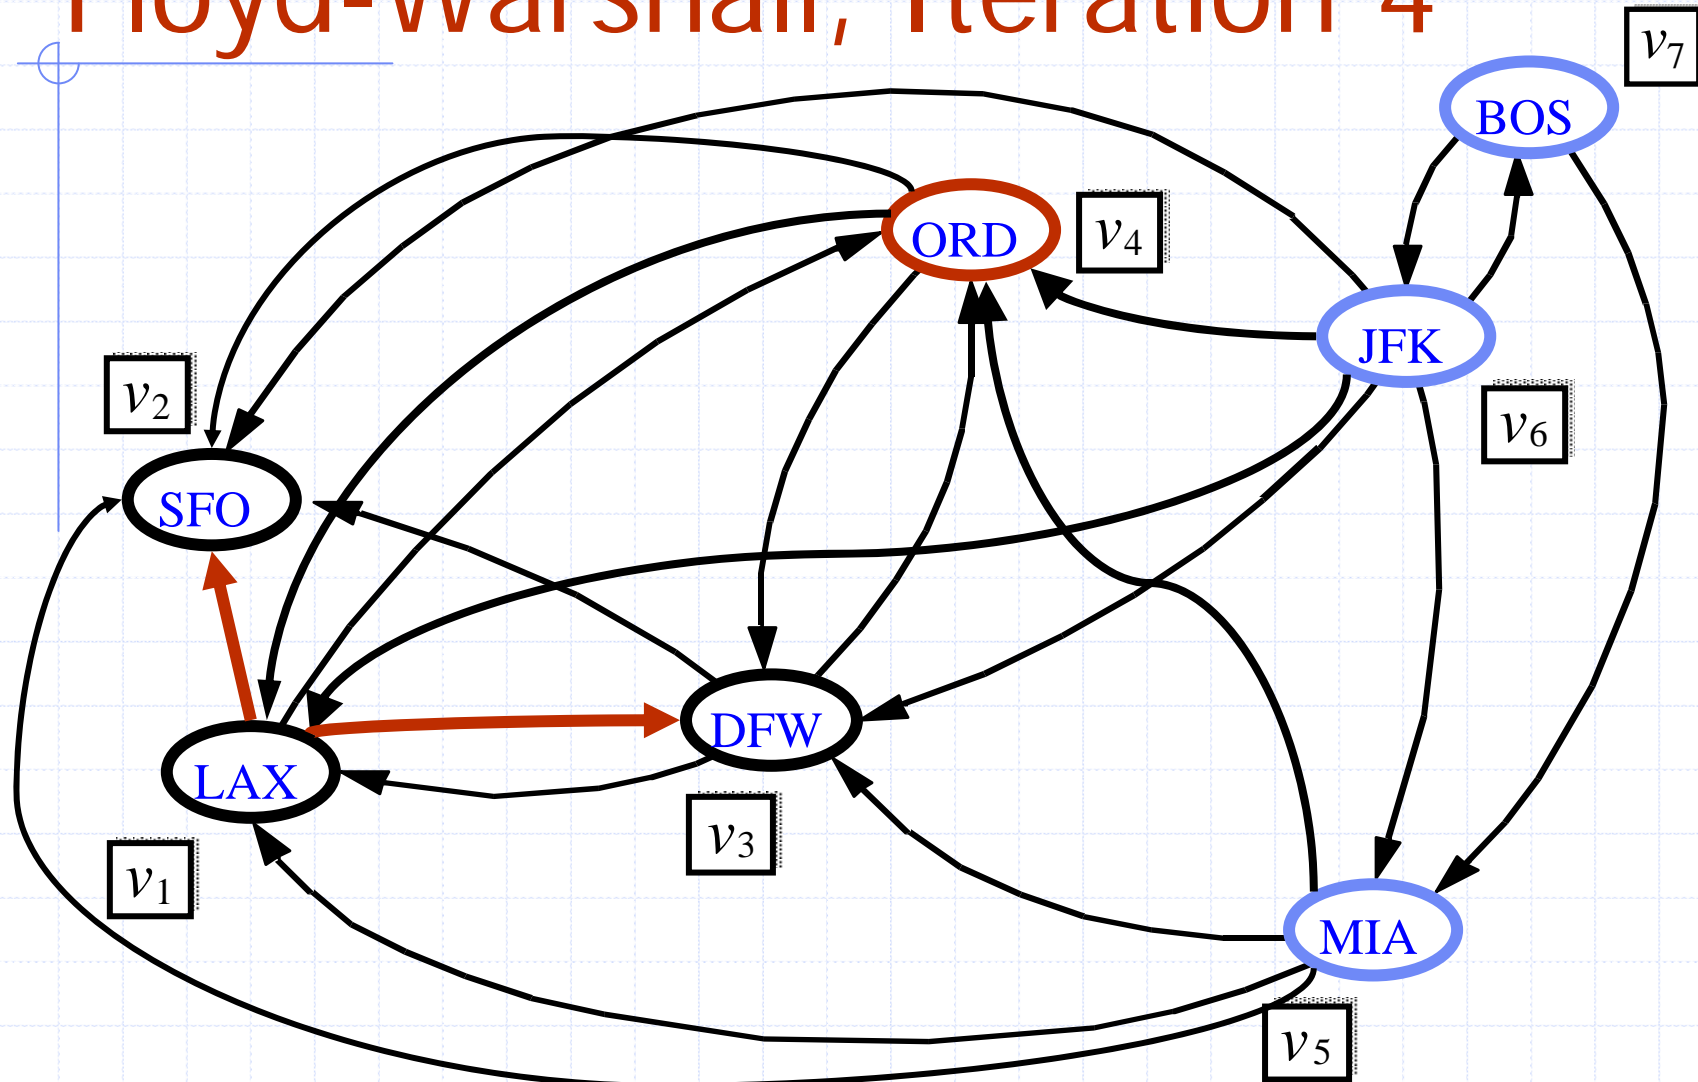 Floyd-Warshall, Iteration 4
v7
BOS
ORD
v4
JFK
v2
v6
SFO
DFW
LAX
v3
v1
MIA
v5